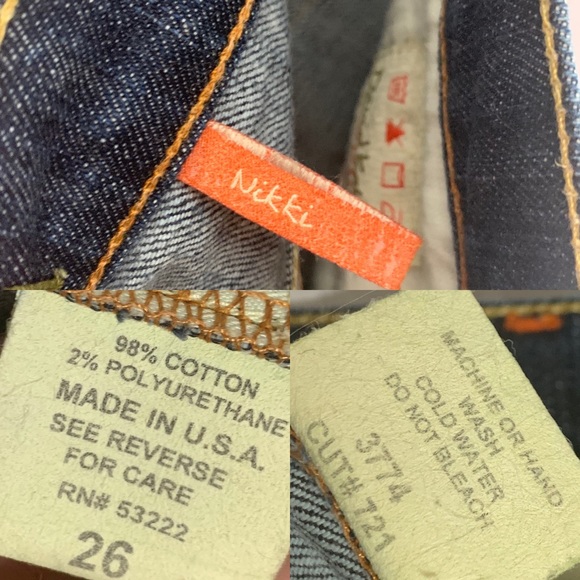 Nikki
98% COTTON
2% POLYURETHANE
MADE IN U.S.A.
SEE REVERSE
FOR CARE
RN# 53222
26
MACHINE OR HAND
WASH
COLD WATER
DO NOT BLEACH
3774
CUT# 721